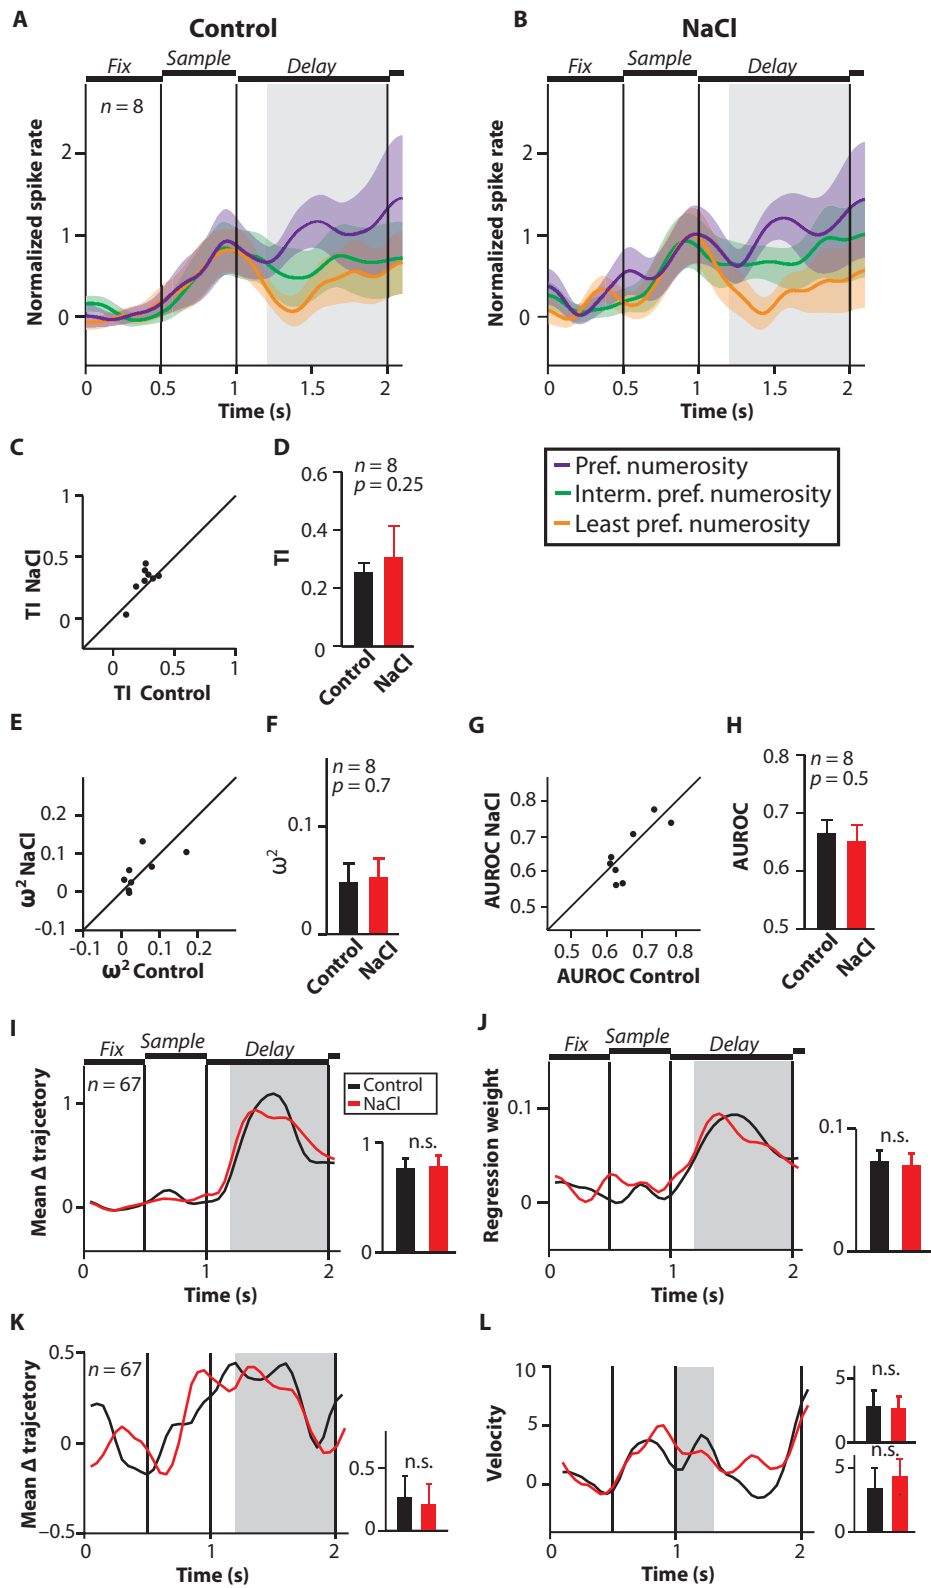 A
Control
Fix
Sample
Delay
n = 8
Normalized spike rate
2
1
0
0
0.5
1
1.5
2
Time (s)
B
NaCl
Fix
Sample
Delay
Normalized spike rate
2
1
0
0
0.5
1
1.5
2
Time (s)
Pref. numerosity
Interm. pref. numerosity
Least pref. numerosity
C
TI NaCl
1
0.5
0
0
0.5
1
TI Control
D
n = 8
p = 0.25
TI
0.6
0.4
0.2
0
Control
NaCl
E
ω² NaCl
0.2
0.1
0
-0.1
-0.1
0
0.1
0.2
ω² Control
F
n = 8
p = 0.7
ω²
0.1
0
Control
NaCl
G
AUROC NaCl
0.8
0.7
0.6
0.5
0.5
0.6
0.7
0.8
AUROC Control
H
n = 8
p = 0.5
AUROC
0.8
0.7
0.6
0.5
Control
NaCl
I
Fix
Sample
Delay
n = 67
Control
NaCl
Mean Δ trajcetory
1
0
0
1
2
Time (s)
1
n.s.
0
J
Fix
Sample
Delay
Regression weight
0.1
0
0
1
2
Time (s)
0.1
n.s.
0
K
n = 67
Mean Δ trajcetory
0.5
0
−0.5
0
1
2
Time (s)
n.s.
0.5
0
L
Velocity
10
5
0
0
1
2
Time (s)
5
n.s.
0
n.s.
5
0